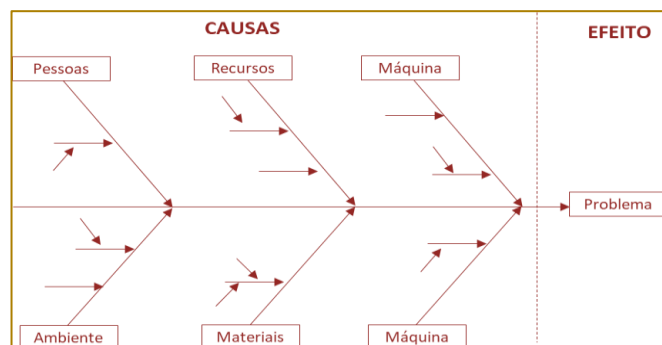 CAUSAS
EFEITO
Pessoas
Recursos
Máquina
Problema
Ambiente
Materiais
Máquina